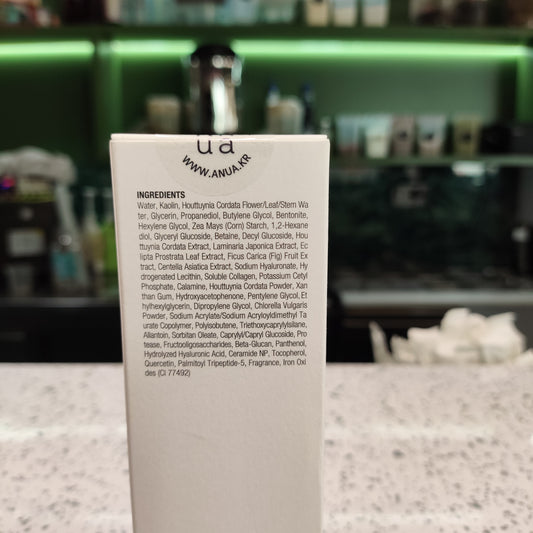 ua
WWW.ANUA.KR
INGREDIENTS
Water, Kaolin, Houttuynia Cordata Flower/Leaf/Stem Wa
ter, Glycerin, Propanediol, Butylene Glycol, Bentonite,
Hexylene Glycol, Zea Mays (Corn) Starch, 1,2-Hexane
diol, Glyceryl Glucoside, Betaine, Decyl Glucoside, Hou
ttuynia Cordata Extract, Laminaria Japonica Extract, Ec
lipta Prostrata Leaf Extract, Ficus Carica (Fig) Fruit Ex
tract, Centella Asiatica Extract, Sodium Hyaluronate, Hy
drogenated Lecithin, Soluble Collagen, Potassium Cetyl
Phosphate, Calamine, Houttuynia Cordata Powder, Xan
than Gum, Hydroxyacetophenone, Pentylene Glycol, Et
hylhexylglycerin, Dipropylene Glycol, Chlorella Vulgaris
Powder, Sodium Acrylate/Sodium Acryloyldimethyl Ta
urate Copolymer, Polyisobutene, Triethoxycaprylylsilane,
Allantoin, Sorbitan Oleate, Caprylyl/Capryl Glucoside, Pro
tease, Fructooligosaccharides, Beta-Glucan, Panthenol,
Hydrolyzed Hyaluronic Acid, Ceramide NP, Tocopherol,
Quercetin, Palmitoyl Tripeptide-5, Fragrance, Iron Oxi
des (CI 77492)